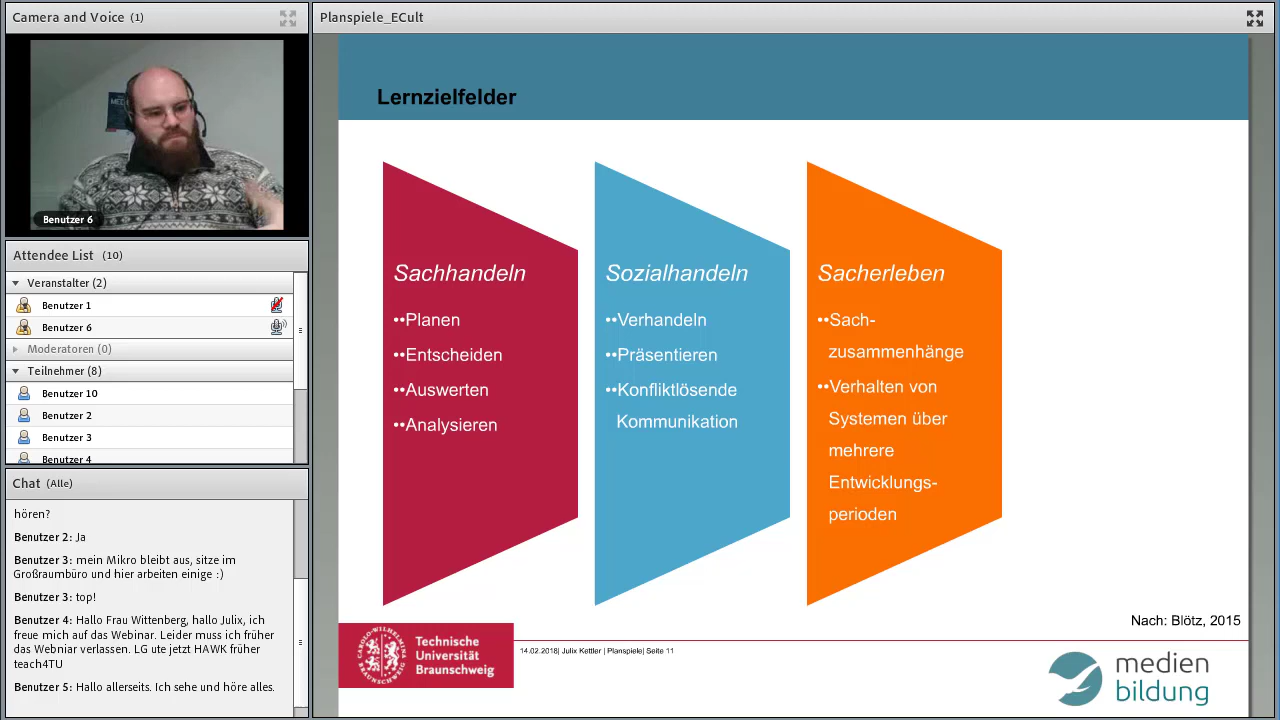 Camera and Voice (1)
Benutzer 6
Attendee List (10)
Veranstalter (2)
Benutzer 1
Benutzer 6
Moderatoren (0)
Teilnehmer (8)
Benutzer 10
Benutzer 2
Benutzer 3
Benutzer 4
Chat (Alle)
hören?
Benutzer 2: Ja
Benutzer 3: mein Mikro bleibt aus, sitze im
Großraumbüro und hier arbeiten einige :)
Benutzer 3: top!
Benutzer 4: Hallo Frau Wittenberg, hallo Julix, ich
freue mich auf das Webinar. Leider muss ich früher
das Webniar verlassen. LG ute jetzt HAWK früher
teach4TU
Benutzer 5: Hallo allerseits. Ich sehe und höre alles.
Planspiele_ECult
Lernzielfelder
Sachhandeln
••Planen
••Entscheiden
••Auswerten
••Analysieren
Sozialhandeln
••Verhandeln
••Präsentieren
••Konfliktlösende
Kommunikation
Sacherleben
••Sach-
zusammenhänge
••Verhalten von
Systemen über
mehrere
Entwicklungs-
perioden
Nach: Blötz, 2015
Technische
Universität
Braunschweig
14.02.2018| Julix Kettler | Planspiele| Seite 11
medien
bildung